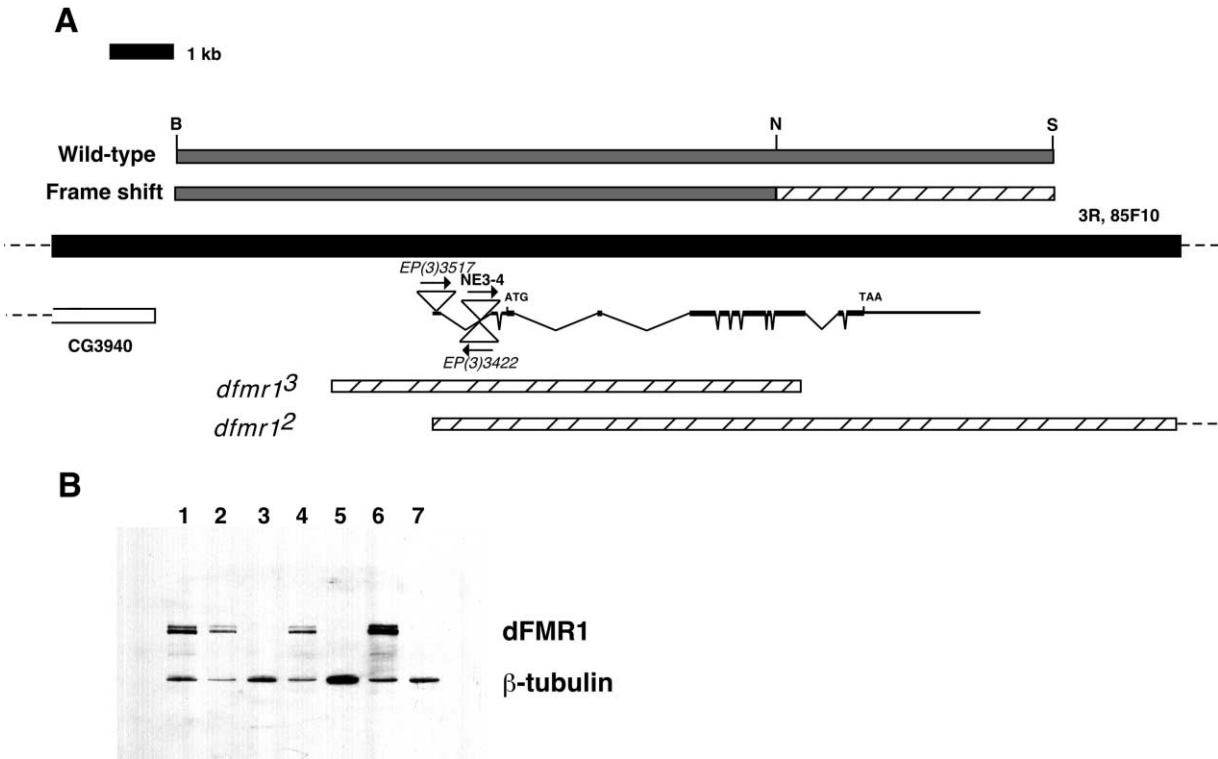 A
1 kb
B N S
Wild-type
Frame shift
3R, 85F10
EP(3)3517
NE3-4
ATG
TAA
CG3940
EP(3)3422
dfmr1³
dfmr1²
B
1 2 3 4 5 6 7
dFMR1
β-tubulin